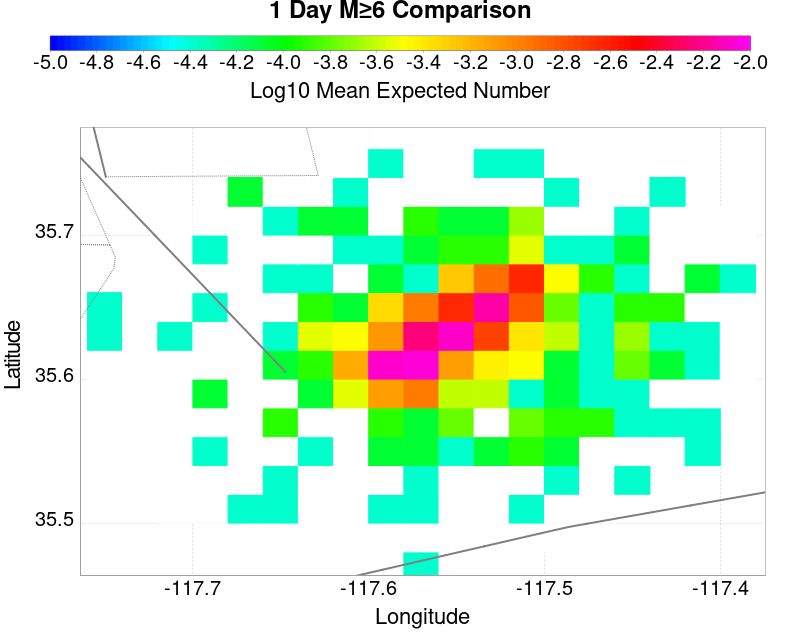 1 Day M≥6 Comparison
-5.0 -4.8 -4.6 -4.4 -4.2 -4.0 -3.8 -3.6 -3.4 -3.2 -3.0 -2.8 -2.6 -2.4 -2.2 -2.0
Log10 Mean Expected Number
35.7
35.6
35.5
Latitude
-117.7 -117.6 -117.5 -117.4
Longitude